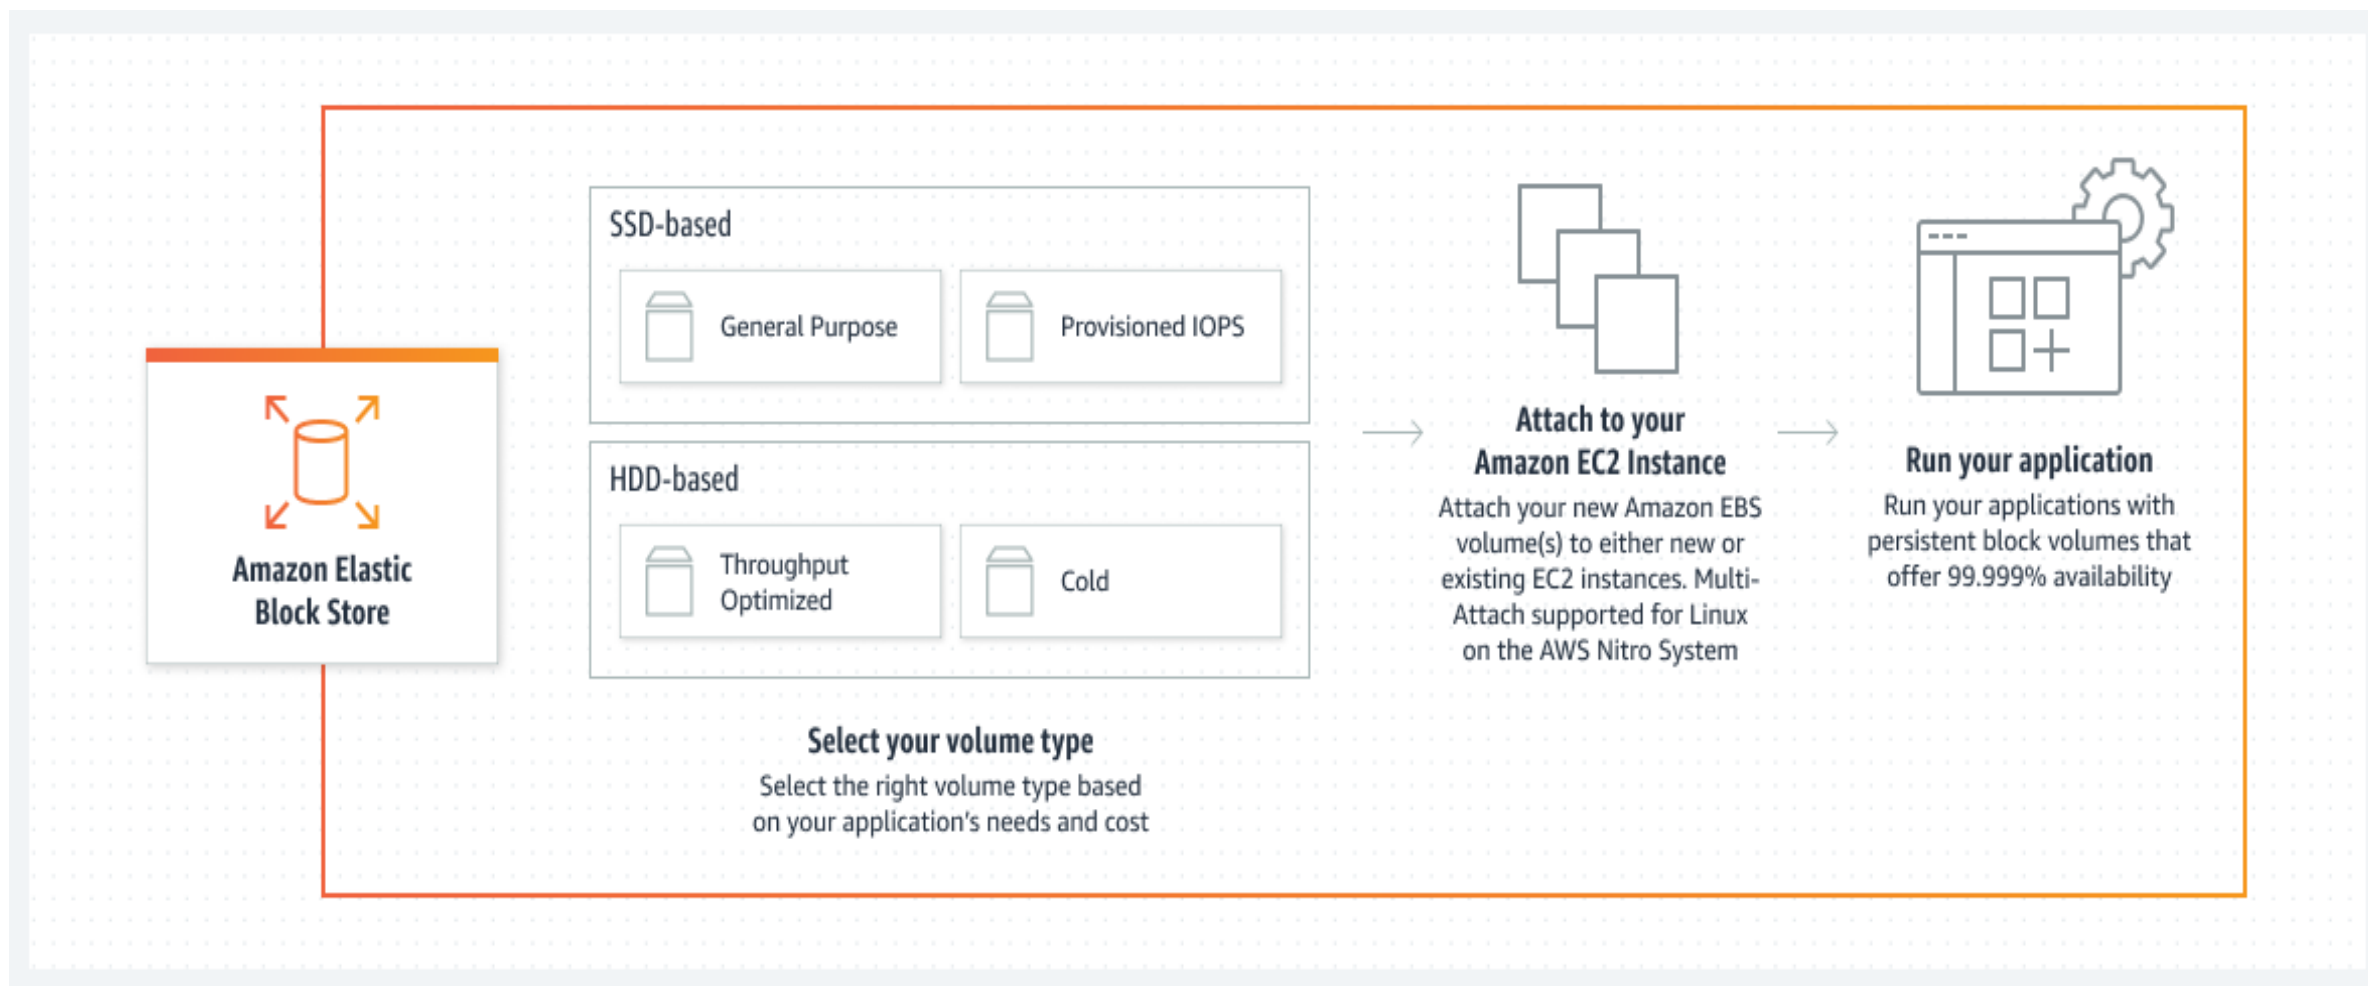 Amazon Elastic
Block Store
SSD-based
General Purpose
Provisioned IOPS
HDD-based
Throughput
Optimized
Cold
Select your volume type
Select the right volume type based
on your application's needs and cost
Attach to your
Amazon EC2 Instance
Attach your new Amazon EBS
volume(s) to either new or
existing EC2 instances. Multi-
Attach supported for Linux
on the AWS Nitro System
Run your application
Run your applications with
persistent block volumes that
offer 99.999% availability